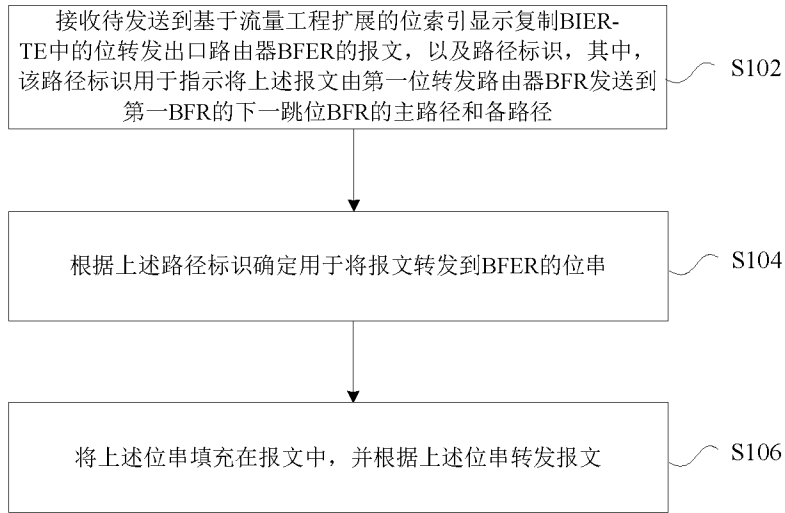 接收待发送到基于流量工程扩展的位索引显示复制BIER-
TE中的位转发出口路由器BFER的报文，以及路径标识，其中，
该路径标识用于指示将上述报文由第一位转发路由器BFR发送到
第一BFR的下一跳位BFR的主路径和备路径
S102
根据上述路径标识确定用于将报文转发到BFER的位串
S104
将上述位串填充在报文中，并根据上述位串转发报文
S106